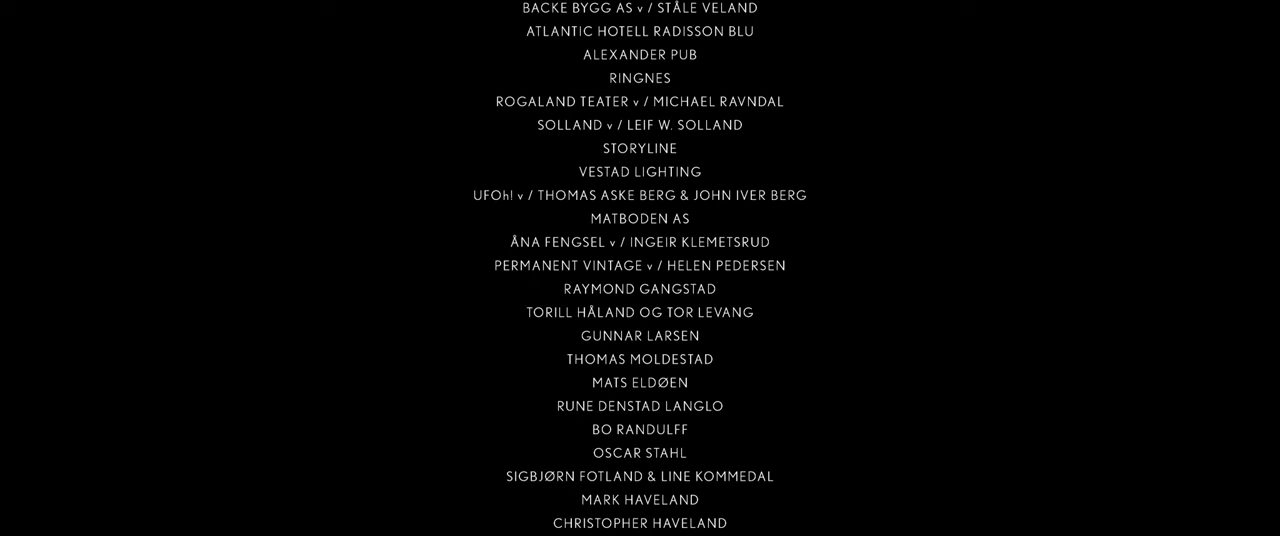 BACKE BYGG AS v / STÅLE VELAND
ATLANTIC HOTELL RADISSON BLU
ALEXANDER PUB
RINGNES
ROGALAND TEATER v / MICHAEL RAVNDAL
SOLLAND v / LEIF W. SOLLAND
STORYLINE
VESTAD LIGHTING
UFOh! v / THOMAS ASKE BERG & JOHN IVER BERG
MATBODEN AS
ÅNA FENGSEL v / INGEIR KLEMETSRUD
PERMANENT VINTAGE v / HELEN PEDERSEN
RAYMOND GANGSTAD
TORILL HÅLAND OG TOR LEVANG
GUNNAR LARSEN
THOMAS MOLDESTAD
MATS ELDØEN
RUNE DENSTAD LANGLO
BO RANDULFF
OSCAR STAHL
SIGBJØRN FOTLAND & LINE KOMMEDAL
MARK HAVELAND
CHRISTOPHER HAVELAND